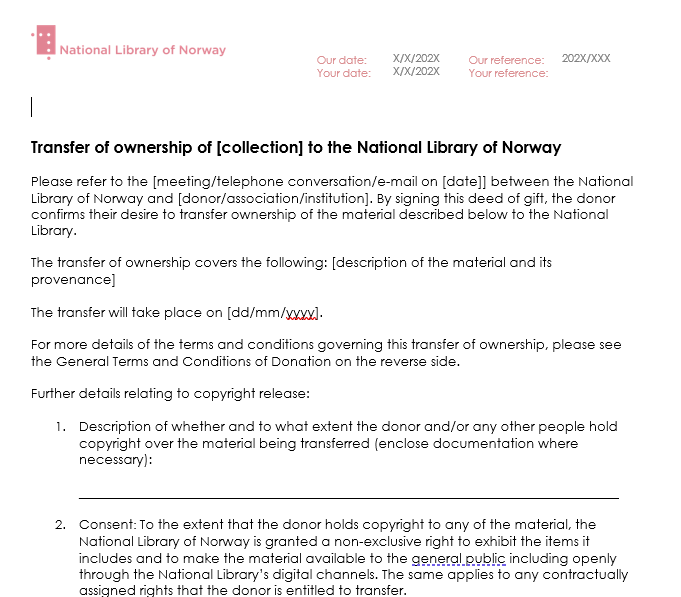 National Library of Norway
Our date: X/X/202X Our reference: 202X/XXX
Your date: X/X/202X Your reference:
Transfer of ownership of [collection] to the National Library of Norway
Please refer to the [meeting/telephone conversation/e-mail on [date]] between the National
Library of Norway and [donor/association/institution]. By signing this deed of gift, the donor
confirms their desire to transfer ownership of the material described below to the National
Library.
The transfer of ownership covers the following: [description of the material and its
provenance]
The transfer will take place on [dd/mm/yyyy].
For more details of the terms and conditions governing this transfer of ownership, please see
the General Terms and Conditions of Donation on the reverse side.
Further details relating to copyright release:
1. Description of whether and to what extent the donor and/or any other people hold
copyright over the material being transferred (enclose documentation where
necessary):
2. Consent: To the extent that the donor holds copyright to any of the material, the
National Library of Norway is granted a non-exclusive right to exhibit the items it
includes and to make the material available to the general public including openly
through the National Library's digital channels. The same applies to any contractually
assigned rights that the donor is entitled to transfer.